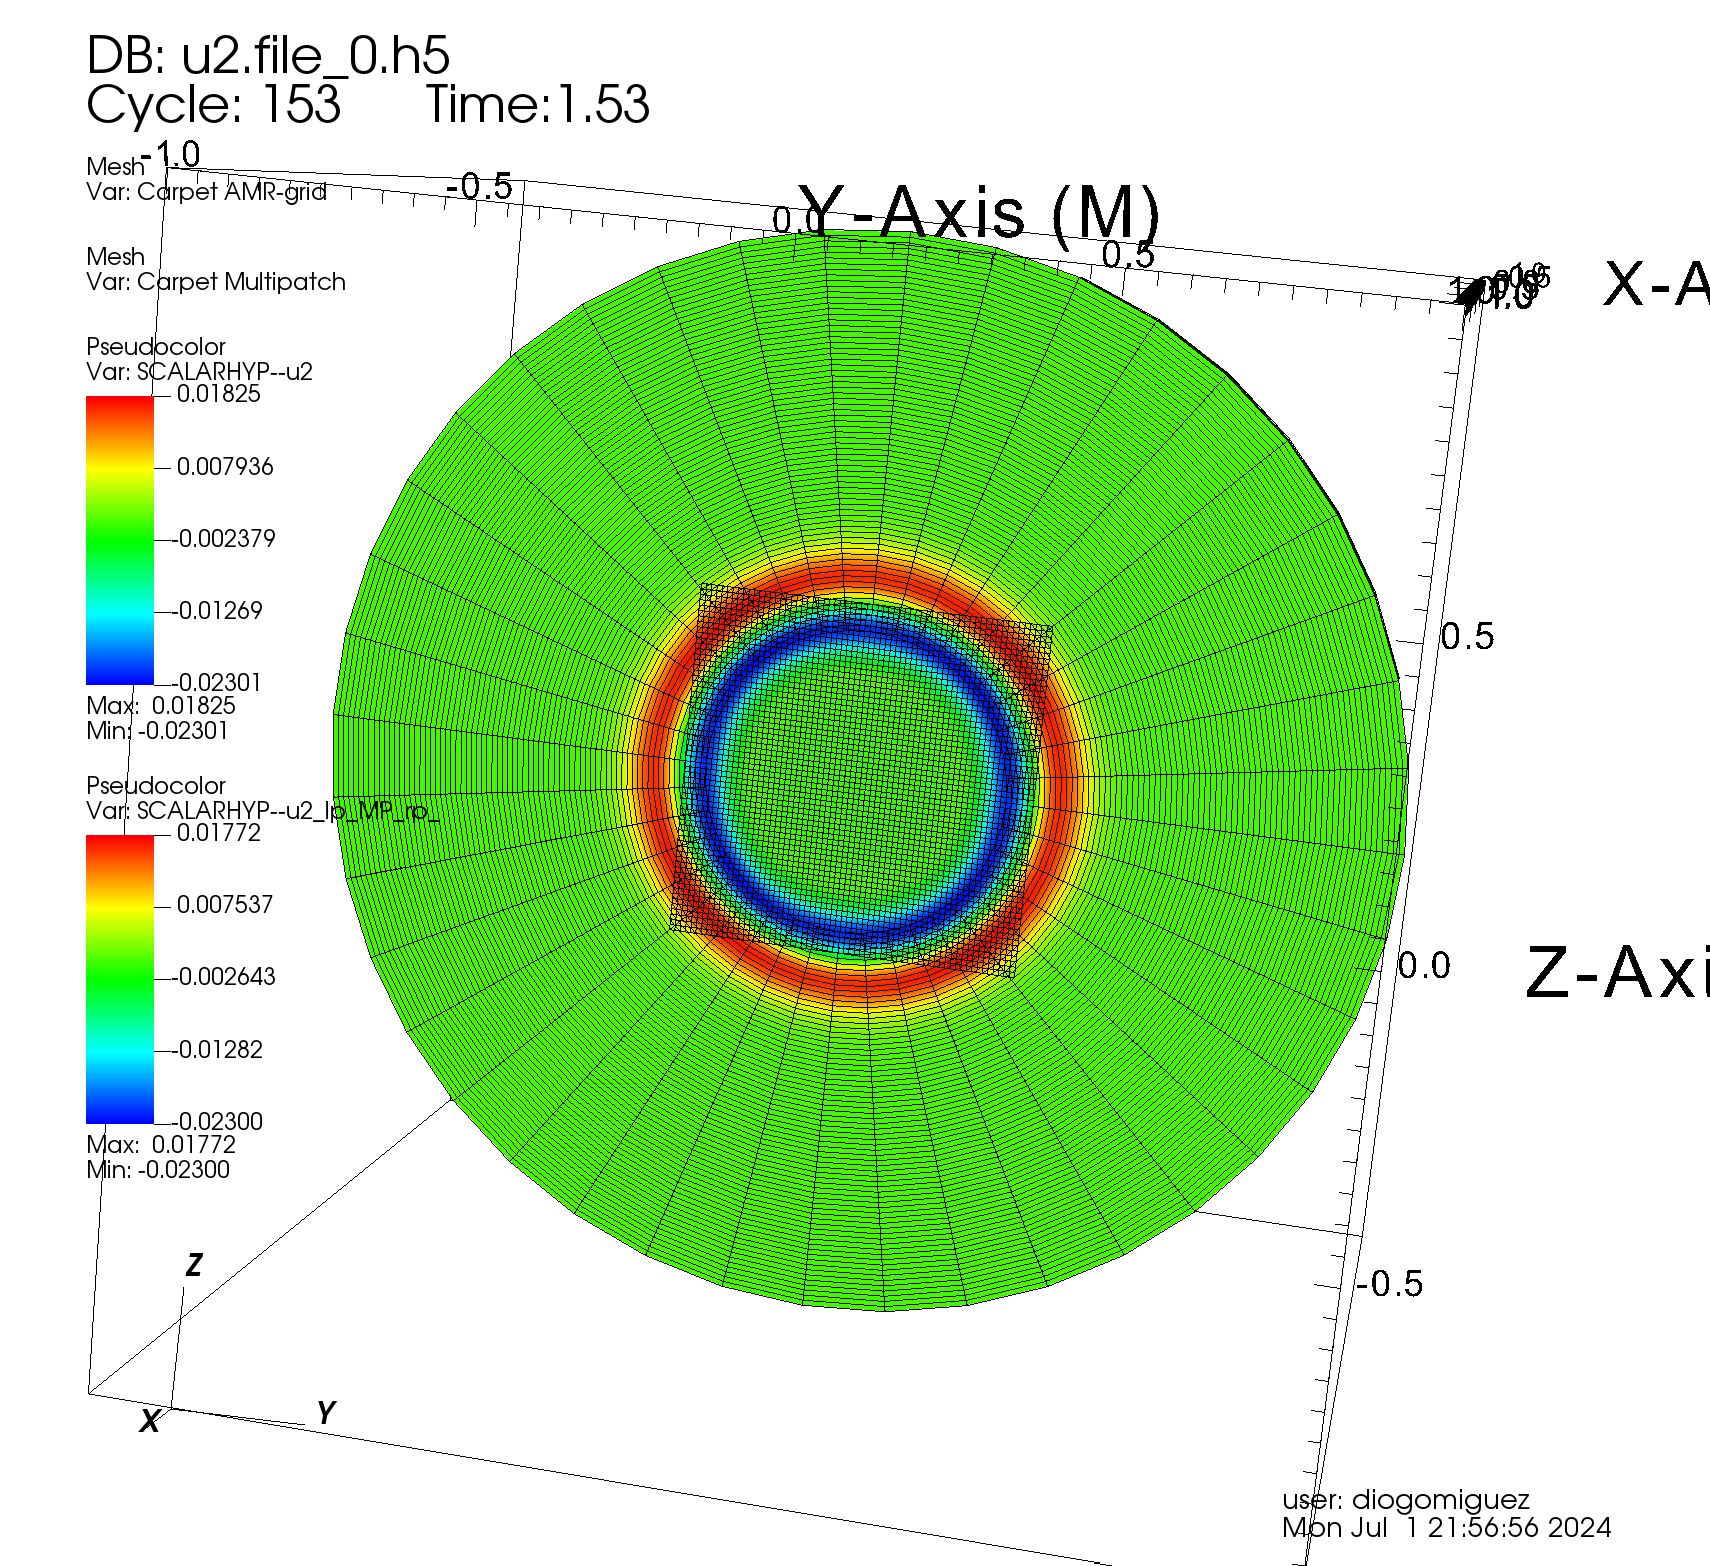 DB: u2.file_0.h5
Cycle: 153 Time:1.53
Mesh
Var: Carpet AMR-grid
Mesh
Var: Carpet Multipatch
Pseudocolor
Var: SCALARHYP--u2
0.01825
0.007936
-0.002379
-0.01269
-0.02301
Max: 0.01825
Min: -0.02301
Pseudocolor
Var: SCALARHYP--u2_lp_MP_rp_
0.01772
0.007537
-0.002643
-0.01282
-0.02300
Max: 0.01772
Min: -0.02300
-1.0
-0.5
0.0
0.5
Y-Axis (M)
X-A
0.5
0.0
-0.5
Z-Axi
Z
Y
X
user: diogomiguez
Mon Jul 1 21:56:56 2024